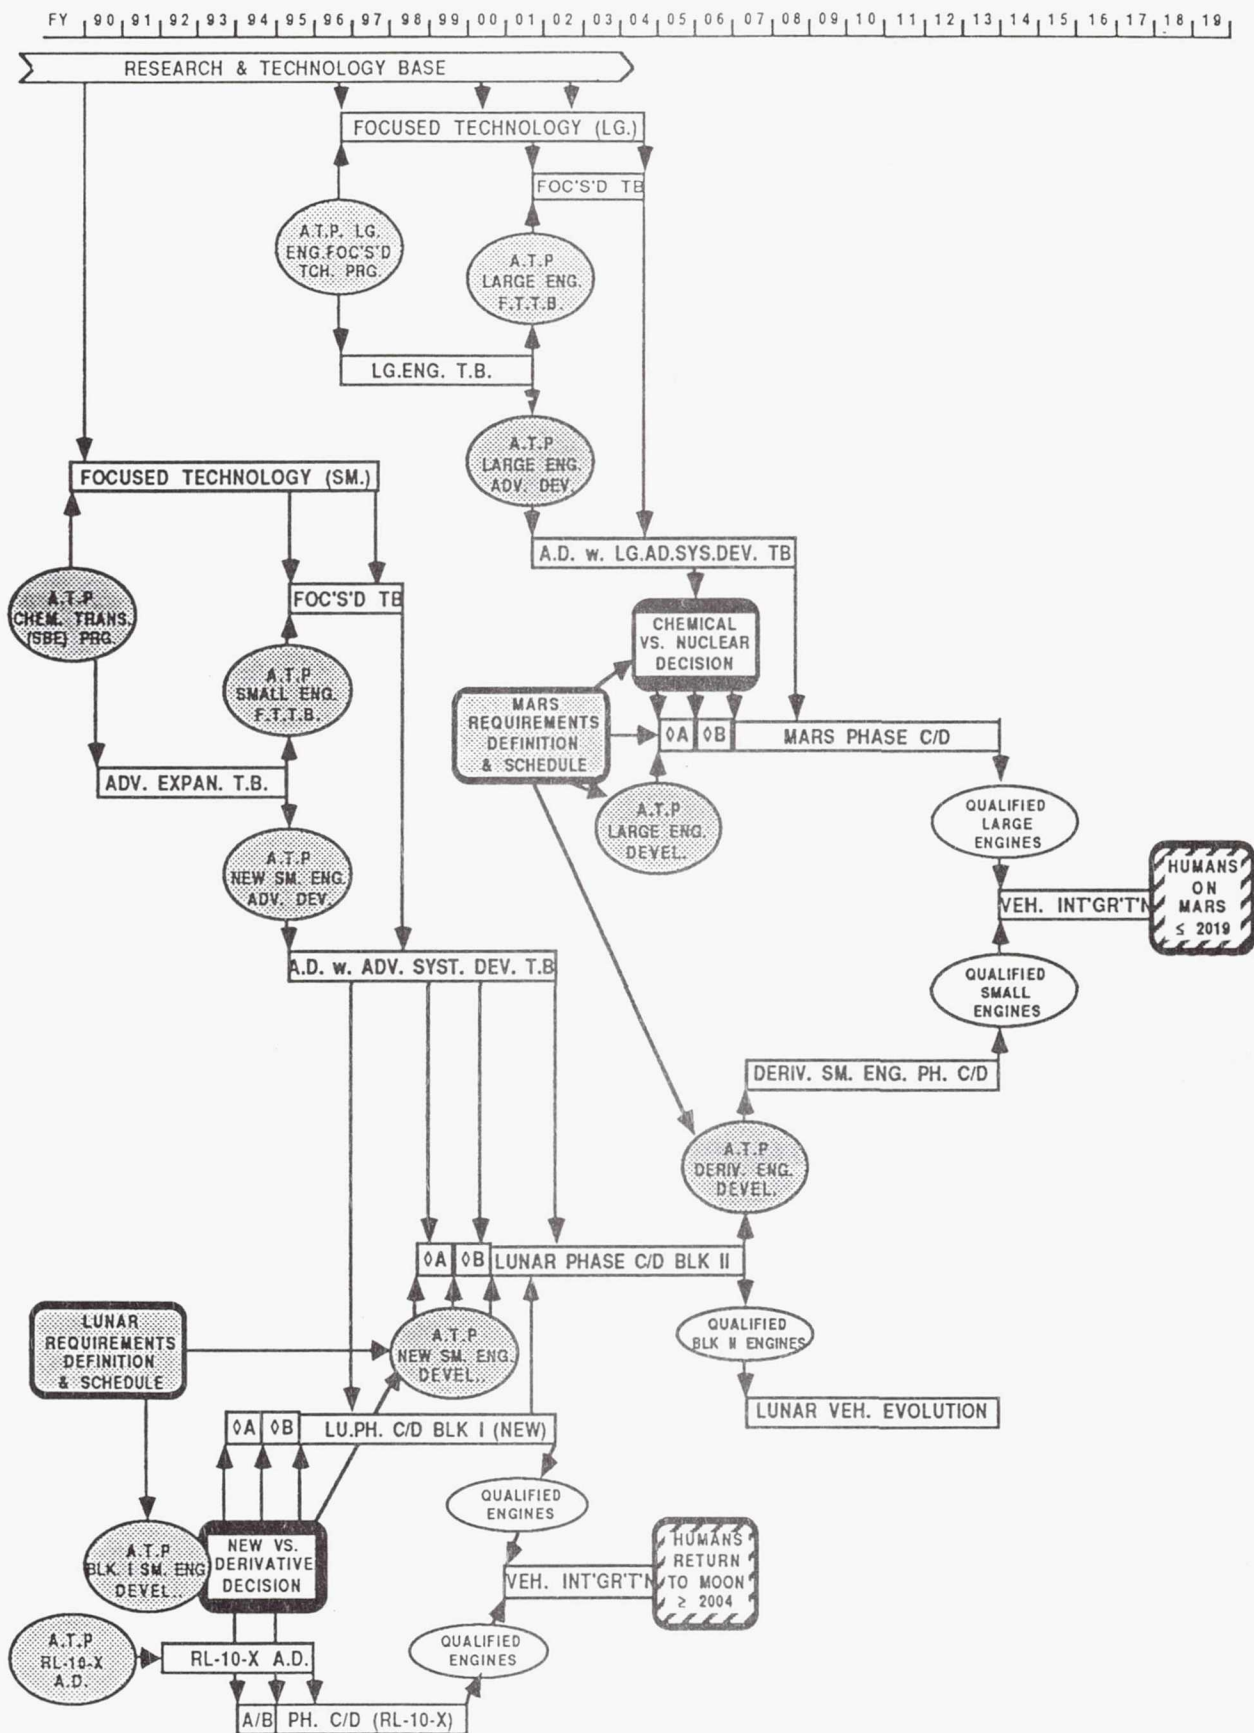 FY 90 91 92 93 94 95 96 97 98 99 00 01 02 03 04 05 06 07 08 09 10 11 12 13 14 15 16 17 18 19
RESEARCH & TECHNOLOGY BASE
FOCUSED TECHNOLOGY (LG.)
FOC'S'D TB
A.T.P. LG.
ENG.FOC'S'D
TCH. PRG.
A.T.P
LARGE ENG.
F.T.T.B.
LG.ENG. T.B.
A.T.P
LARGE ENG.
ADV. DEV.
FOCUSED TECHNOLOGY (SM.)
A.D. w. LG.AD.SYS.DEV. TB
A.T.P
CHEM. TRANS.
(SBE) PRG.
FOC'S'D TB
CHEMICAL
VS. NUCLEAR
DECISION
A.T.P
SMALL ENG.
F.T.T.B.
MARS
REQUIREMENTS
DEFINITION
& SCHEDULE
◊A ◊B MARS PHASE C/D
ADV. EXPAN. T.B.
A.T.P
LARGE ENG.
DEVEL.
QUALIFIED
LARGE
ENGINES
A.T.P
NEW SM. ENG.
ADV. DEV.
VEH. INT'GR'T'N
HUMANS
ON
MARS
≤ 2019
A.D. w. ADV. SYST. DEV. T.B
QUALIFIED
SMALL
ENGINES
DERIV. SM. ENG. PH. C/D
A.T.P
DERIV. ENG.
DEVEL.
◊A ◊B LUNAR PHASE C/D BLK II
LUNAR
REQUIREMENTS
DEFINITION
& SCHEDULE
A.T.P
NEW SM. ENG.
DEVEL..
QUALIFIED
BLK II ENGINES
LUNAR VEH. EVOLUTION
◊A ◊B LU.PH. C/D BLK I (NEW)
QUALIFIED
ENGINES
A.T.P
BLK. I SM. ENG
DEVEL..
NEW VS.
DERIVATIVE
DECISION
VEH. INT'GR'T'N
HUMANS
RETURN
TO MOON
≥ 2004
A.T.P
RL-10-X
A.D.
RL-10-X A.D.
QUALIFIED
ENGINES
A/B PH. C/D (RL-10-X)